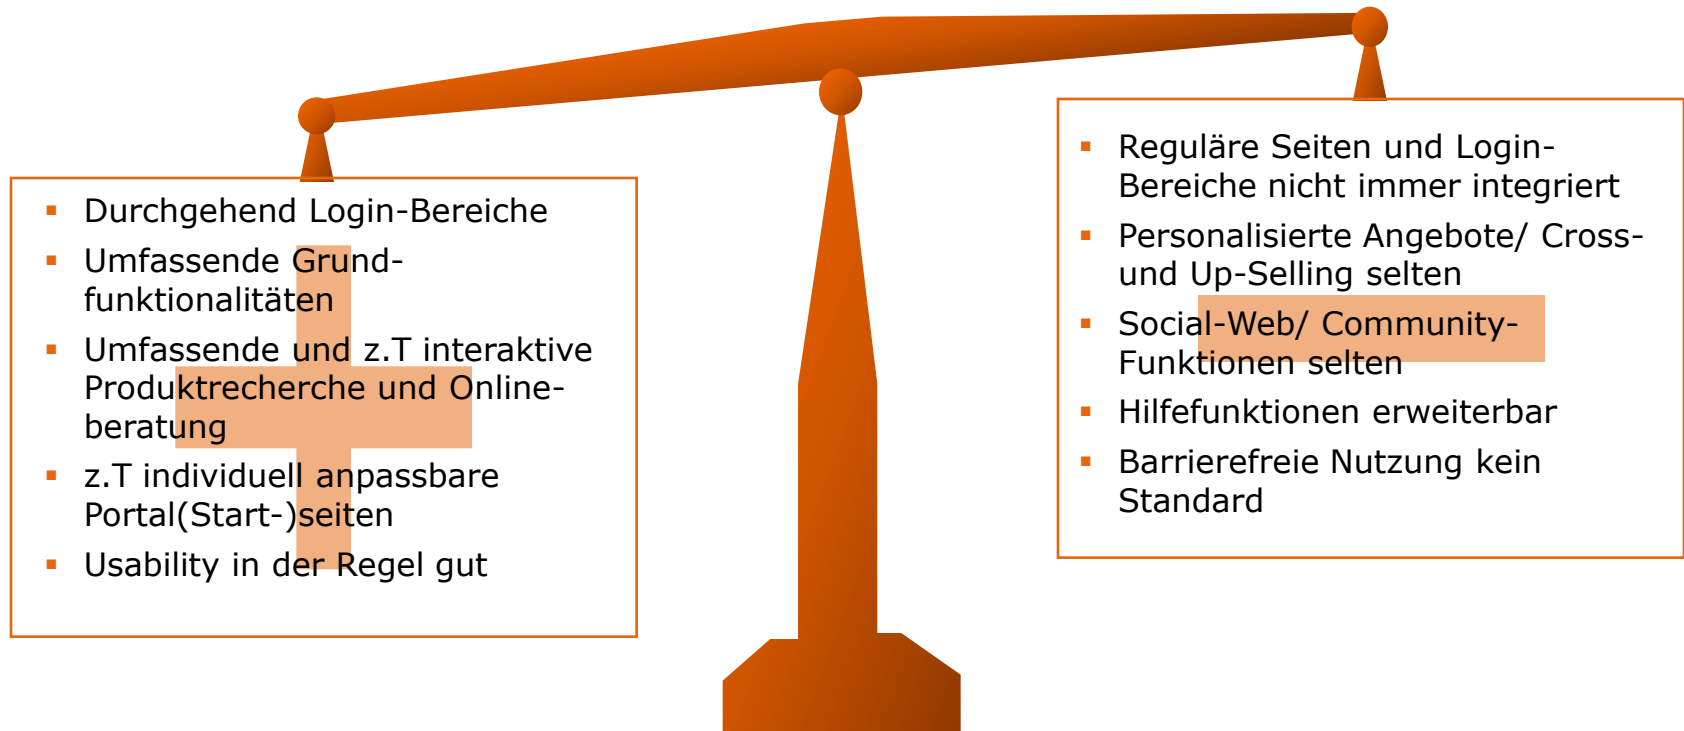 Durchgehend Login-Bereiche
Umfassende Grund-
funktionalitäten
Umfassende und z.T interaktive
Produktrecherche und Online-
beratung
z.T individuell anpassbare
Portal(Start-)seiten
Usability in der Regel gut
Reguläre Seiten und Login-
Bereiche nicht immer integriert
Personalisierte Angebote/ Cross-
und Up-Selling selten
Social-Web/ Community-
Funktionen selten
Hilfefunktionen erweiterbar
Barrierefreie Nutzung kein
Standard